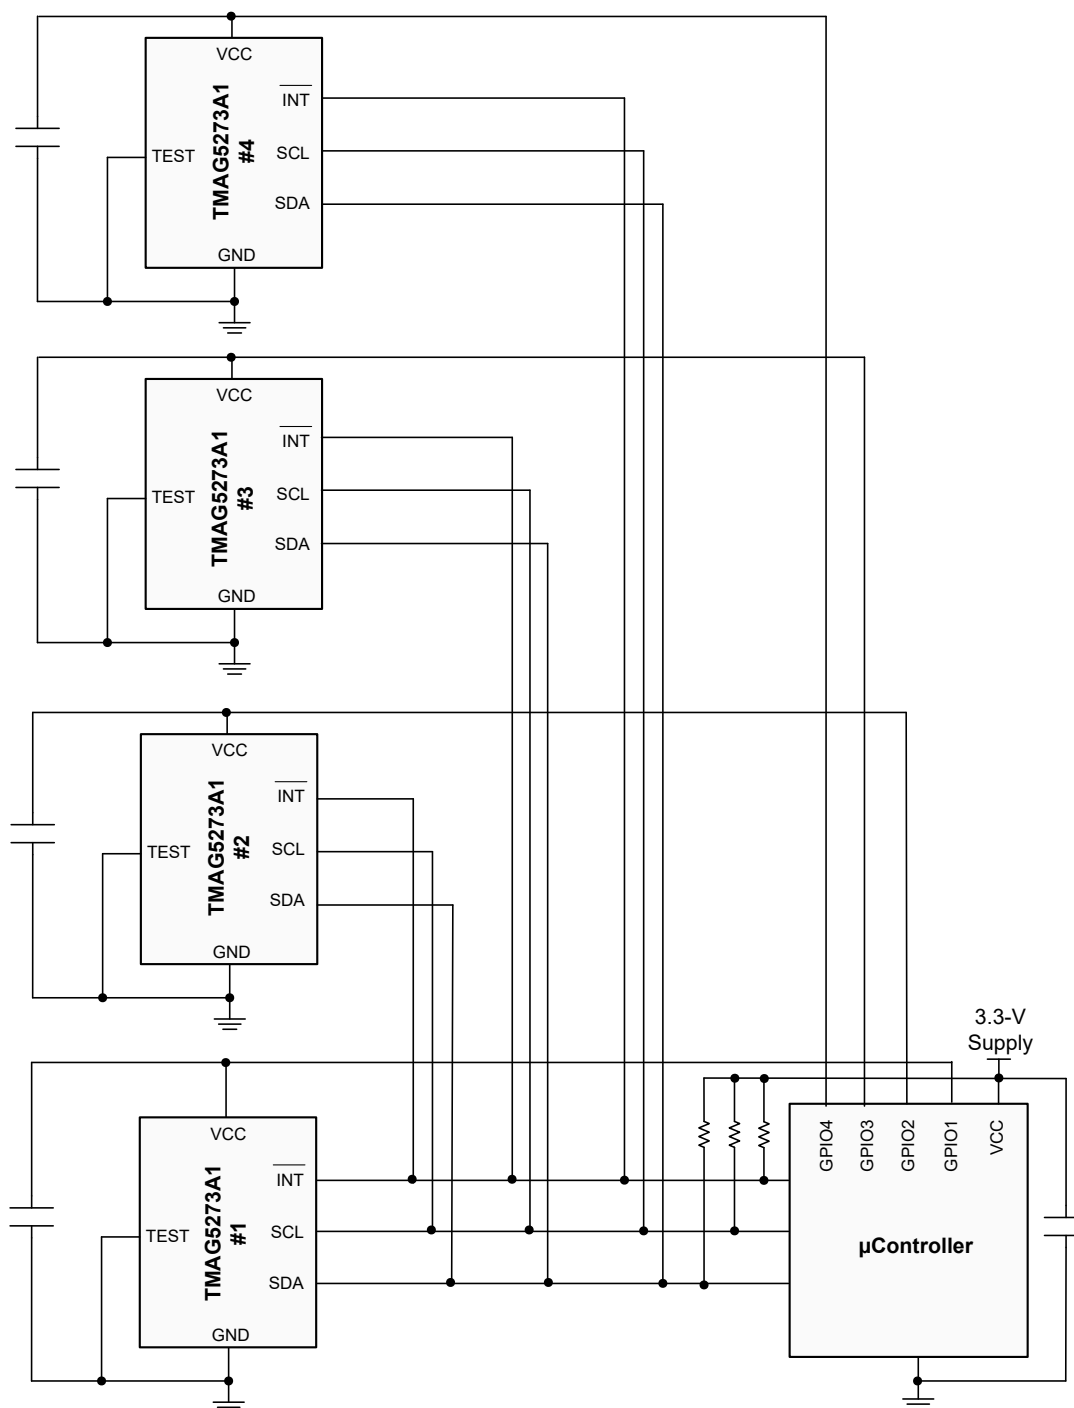 VCC
INT
TMAG5273A1
#4
TEST
SCL
SDA
GND
VCC
INT
TMAG5273A1
#3
TEST
SCL
SDA
GND
VCC
INT
TMAG5273A1
#2
TEST
SCL
SDA
GND
3.3-V
Supply
VCC
INT
TMAG5273A1
#1
TEST
SCL
SDA
GND
GPIO4
GPIO3
GPIO2
GPIO1
VCC
µController